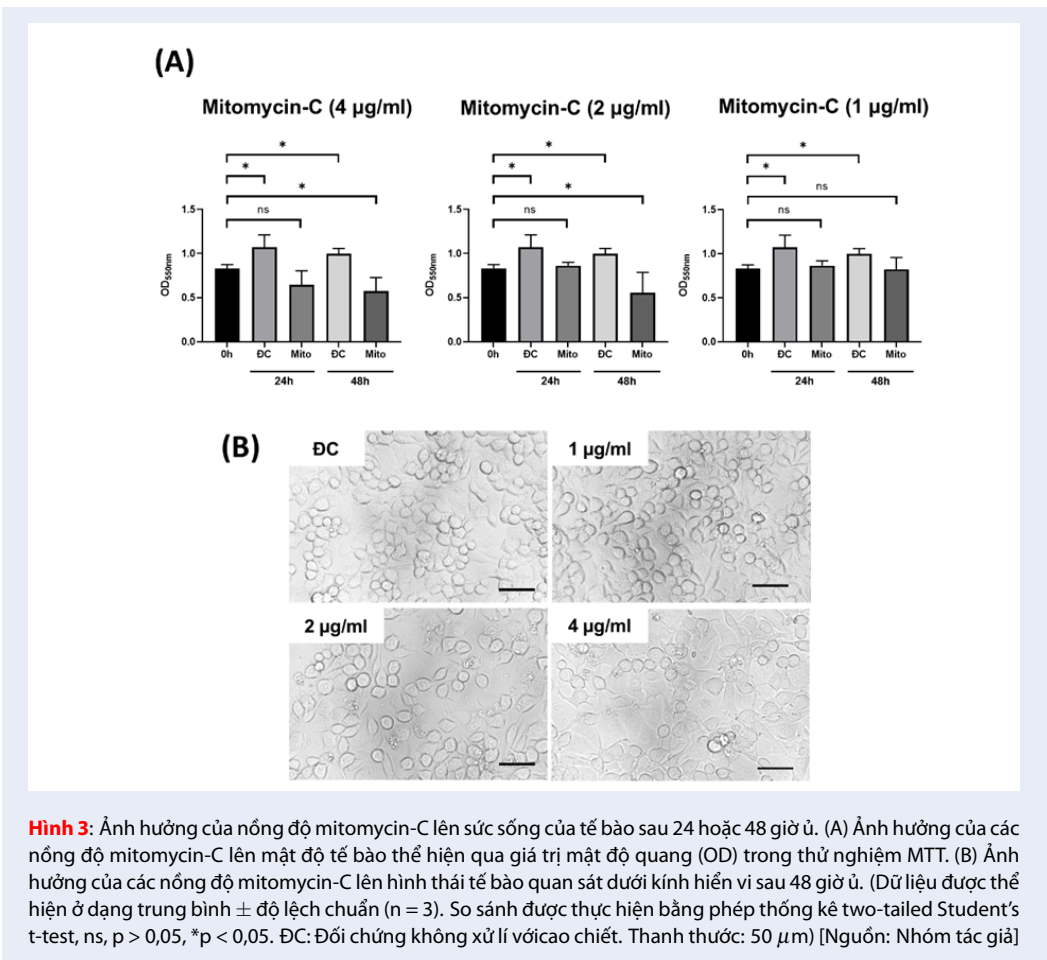 (A)
Mitomycin-C (4 µg/ml)
Mitomycin-C (2 µg/ml)
Mitomycin-C (1 µg/ml)
*
*
*
ns
1.5
1.0
0.5
0.0
OD550nm
0h
ĐC
Mito
ĐC
Mito
24h
48h
*
*
*
ns
1.5
1.0
0.5
0.0
OD550nm
0h
ĐC
Mito
ĐC
Mito
24h
48h
*
*
ns
ns
1.5
1.0
0.5
0.0
OD550nm
0h
ĐC
Mito
ĐC
Mito
24h
48h
(B)
ĐC
1 µg/ml
2 µg/ml
4 µg/ml
Hình 3: Ảnh hưởng của nồng độ mitomycin-C lên sức sống của tế bào sau 24 hoặc 48 giờ ủ. (A) Ảnh hưởng của các
nồng độ mitomycin-C lên mật độ tế bào thể hiện qua giá trị mật độ quang (OD) trong thử nghiệm MTT. (B) Ảnh
hưởng của các nồng độ mitomycin-C lên hình thái tế bào quan sát dưới kính hiển vi sau 48 giờ ủ. (Dữ liệu được thể
hiện ở dạng trung bình ± độ lệch chuẩn (n = 3). So sánh được thực hiện bằng phép thống kê two-tailed Student’s
t-test, ns, p > 0,05, *p < 0,05. ĐC: Đối chứng không xử lí vớicao chiết. Thanh thước: 50 µm) [Nguồn: Nhóm tác giả]